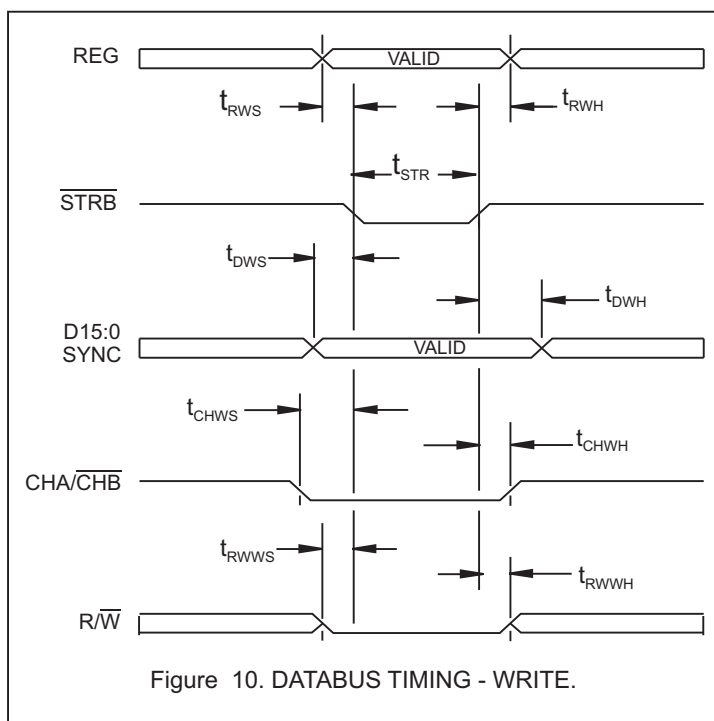 REG
VALID
tRWS
tRWH
tSTR
STRB
tDWS
tDWH
D15:0
SYNC
VALID
tCHWS
tCHWH
CHA/CHB
tRWWS
tRWWH
R/W
Figure 10. DATABUS TIMING - WRITE.